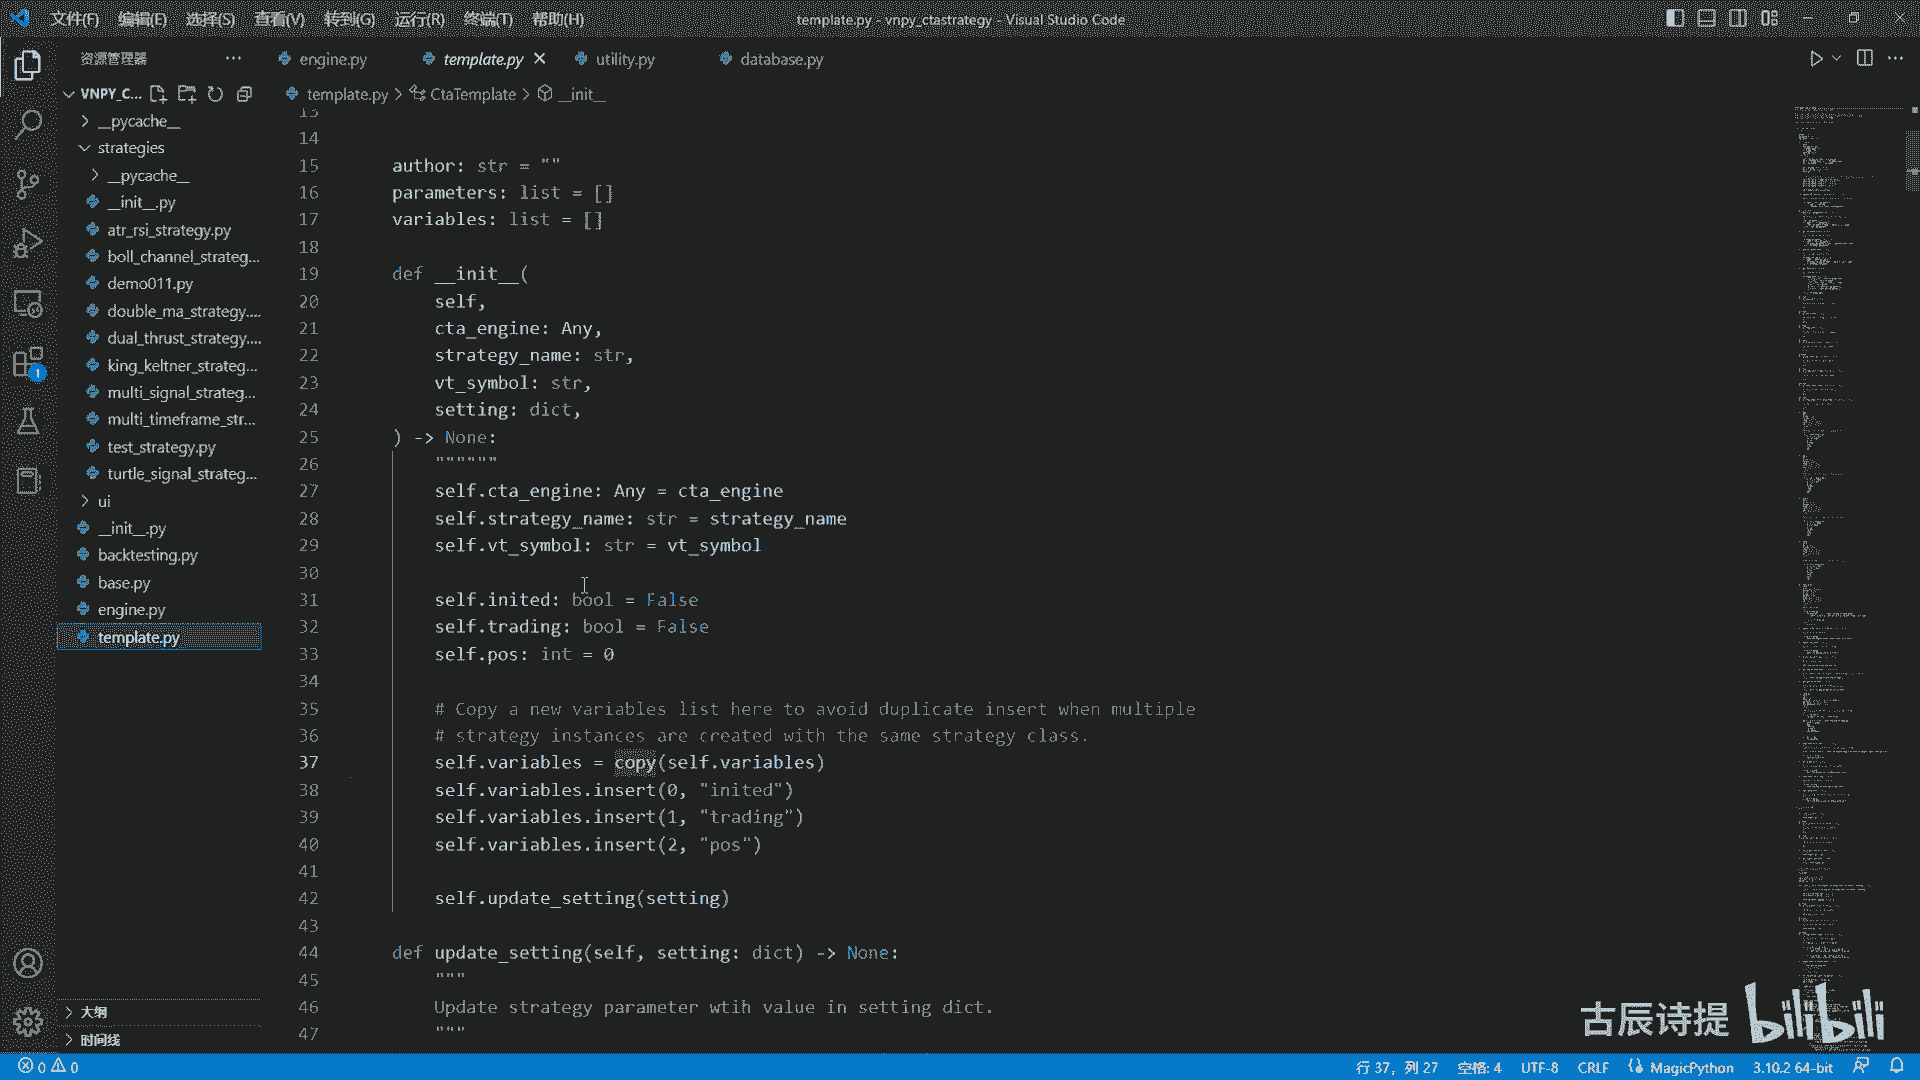 文件(F) 编辑(E) 选择(S) 查看(V) 转到(G) 运行(R) 终端(T) 帮助(H)
template.py - vnpy_ctastrategy - Visual Studio Code
资源管理器
engine.py
template.py
utility.py
database.py
VNPY_C...
template.py > CtaTemplate > __init__
__pycache__
strategies
__pycache__
__init__.py
atr_rsi_strategy.py
boll_channel_strateg...
demo011.py
double_ma_strategy....
dual_thrust_strategy....
king_keltner_strateg...
multi_signal_strateg...
multi_timeframe_str...
test_strategy.py
turtle_signal_strateg...
ui
__init__.py
backtesting.py
base.py
engine.py
template.py
大纲
时间线
13
14
15 author: str = ""
16 parameters: list = []
17 variables: list = []
18
19 def __init__(
20 self,
21 cta_engine: Any,
22 strategy_name: str,
23 vt_symbol: str,
24 setting: dict,
25 ) -> None:
26 """"""
27 self.cta_engine: Any = cta_engine
28 self.strategy_name: str = strategy_name
29 self.vt_symbol: str = vt_symbol
30
31 self.inited: bool = False
32 self.trading: bool = False
33 self.pos: int = 0
34
35 # Copy a new variables list here to avoid duplicate insert when multiple
36 # strategy instances are created with the same strategy class.
37 self.variables = copy(self.variables)
38 self.variables.insert(0, "inited")
39 self.variables.insert(1, "trading")
40 self.variables.insert(2, "pos")
41
42 self.update_setting(setting)
43
44 def update_setting(self, setting: dict) -> None:
45 """
46 Update strategy parameter wtih value in setting dict.
47 """
1
古辰诗提 bilibili
0 0
行 37，列 27 空格: 4 UTF-8 CRLF MagicPython 3.10.2 64-bit